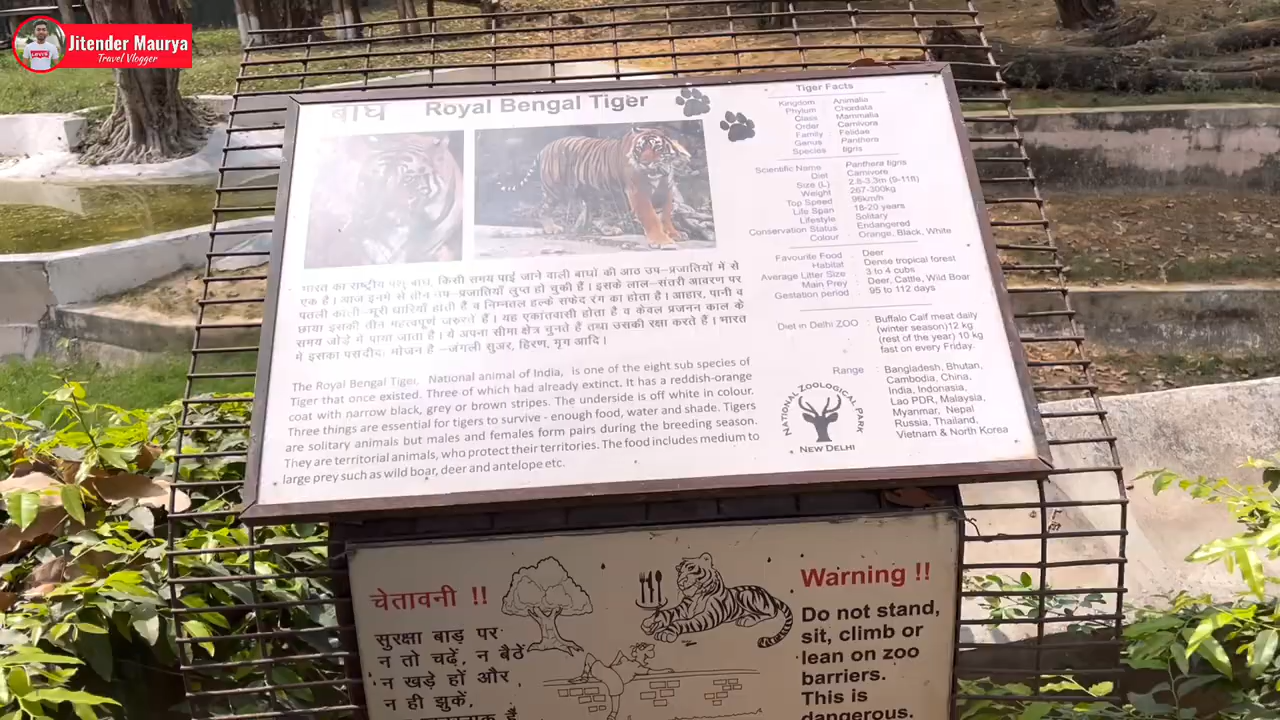 Jitender Maurya
Travel Vlogger
बाघ Royal Bengal Tiger
भारत का राष्ट्रीय पशु बाघ, किसी समय पाई जाने वाली बाघों की आठ उप-प्रजातियों में से
एक है। आज इनमे से तीन उप-प्रजातियाँ लुप्त हो चुकी हैं। इसके लाल-संतरी आवरण पर
पतली काली-भूरी धारियाँ होती है व निम्नतल हल्के सफेद रंग का होता है। आहार, पानी व
छाया इसकी तीन महत्वपूर्ण जरुरतें हैं। यह एकांतवासी होता है व केवल प्रजनन काल के
समय जोड़े में पाया जाता है। ये अपना सीमा क्षेत्र चुनते हैं तथा उसकी रक्षा करते हैं। भारत
में इसका पसंदीदा भोजन है -जंगली सुअर, हिरण, मृग आदि।
The Royal Bengal Tiger, National animal of India, is one of the eight sub species of
Tiger that once existed. Three of which had already extinct. It has a reddish-orange
coat with narrow black, grey or brown stripes. The underside is off white in colour.
Three things are essential for tigers to survive - enough food, water and shade. Tigers
are solitary animals but males and females form pairs during the breeding season.
They are territorial animals, who protect their territories. The food includes medium to
large prey such as wild boar, deer and antelope etc.
Tiger Facts
Kingdom : Animalia
Phylum : Chordata
Class : Mammalia
Order : Carnivora
Family : Felidae
Genus : Panthera
Species : tigris
Scientific Name : Panthera tigris
Diet : Carnivore
Size (L) : 2.8-3.3m (9-11ft)
Weight : 267-300kg
Top Speed : 96km/h
Life Span : 18-20 years
Lifestyle : Solitary
Conservation Status : Endangered
Colour : Orange, Black, White
Favourite Food : Deer
Habitat : Dense tropical forest
Average Litter Size : 3 to 4 cubs
Main Prey : Deer, Cattle, Wild Boar
Gestation period : 95 to 112 days
Diet in Delhi ZOO : Buffalo Calf meat daily
(winter season)12 kg
(rest of the year) 10 kg
fast on every Friday.
Range : Bangladesh, Bhutan,
Cambodia, China,
India, Indonasia,
Lao PDR, Malaysia,
Myanmar, Nepal
Russia, Thailand,
Vietnam & North Korea
NATIONAL ZOOLOGICAL PARK
NEW DELHI
चेतावनी !!
सुरक्षा बाड़ पर
न तो चढ़ें, न बैठें
न खड़े हों और
न ही झुकें,
Warning !!
Do not stand,
sit, climb or
lean on zoo
barriers.
This is
dangerous.